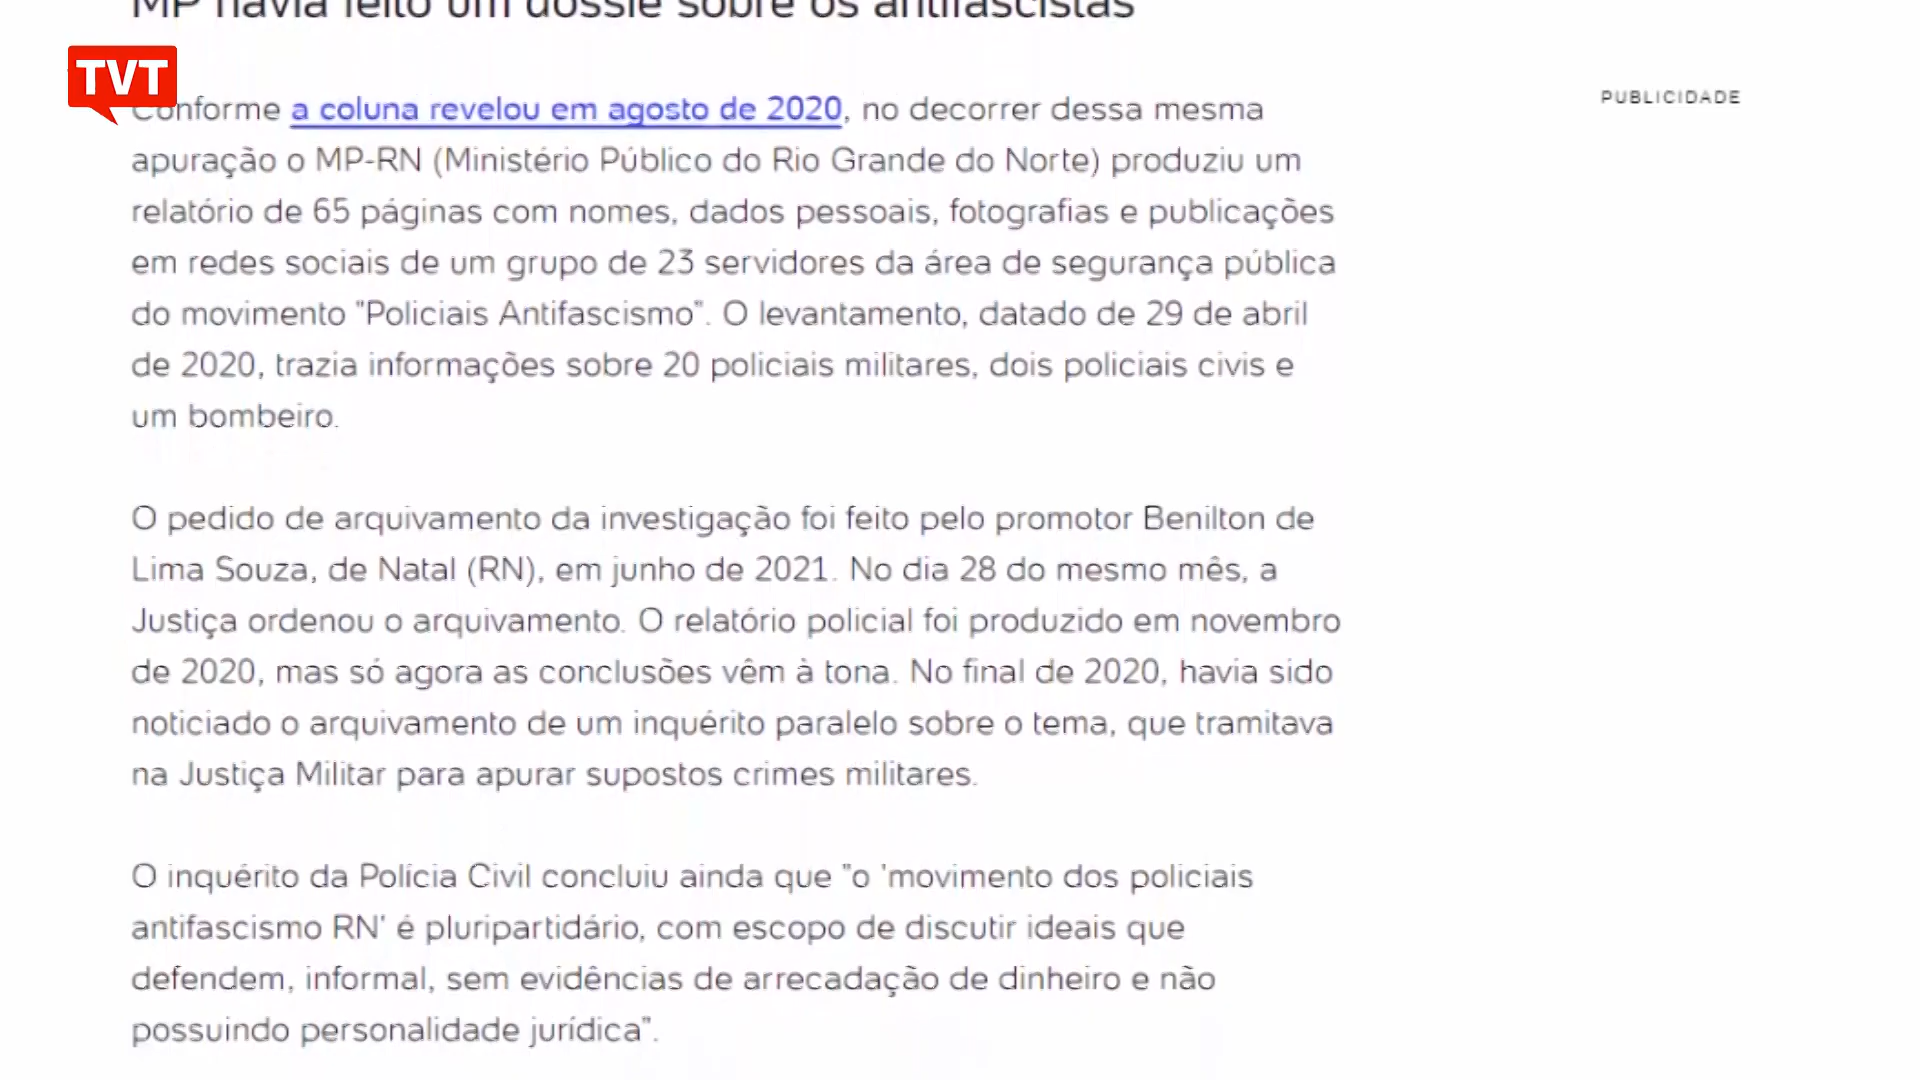 MP havia feito um dossiê sobre os antifascistas
TVT
PUBLICIDADE
Conforme a coluna revelou em agosto de 2020, no decorrer dessa mesma
apuração o MP-RN (Ministério Público do Rio Grande do Norte) produziu um
relatório de 65 páginas com nomes, dados pessoais, fotografias e publicações
em redes sociais de um grupo de 23 servidores da área de segurança pública
do movimento "Policiais Antifascismo". O levantamento, datado de 29 de abril
de 2020, trazia informações sobre 20 policiais militares, dois policiais civis e
um bombeiro.
O pedido de arquivamento da investigação foi feito pelo promotor Benilton de
Lima Souza, de Natal (RN), em junho de 2021. No dia 28 do mesmo mês, a
Justiça ordenou o arquivamento. O relatório policial foi produzido em novembro
de 2020, mas só agora as conclusões vêm à tona. No final de 2020, havia sido
noticiado o arquivamento de um inquérito paralelo sobre o tema, que tramitava
na Justiça Militar para apurar supostos crimes militares.
O inquérito da Polícia Civil concluiu ainda que "o 'movimento dos policiais
antifascismo RN' é pluripartidário, com escopo de discutir ideais que
defendem, informal, sem evidências de arrecadação de dinheiro e não
possuindo personalidade jurídica".